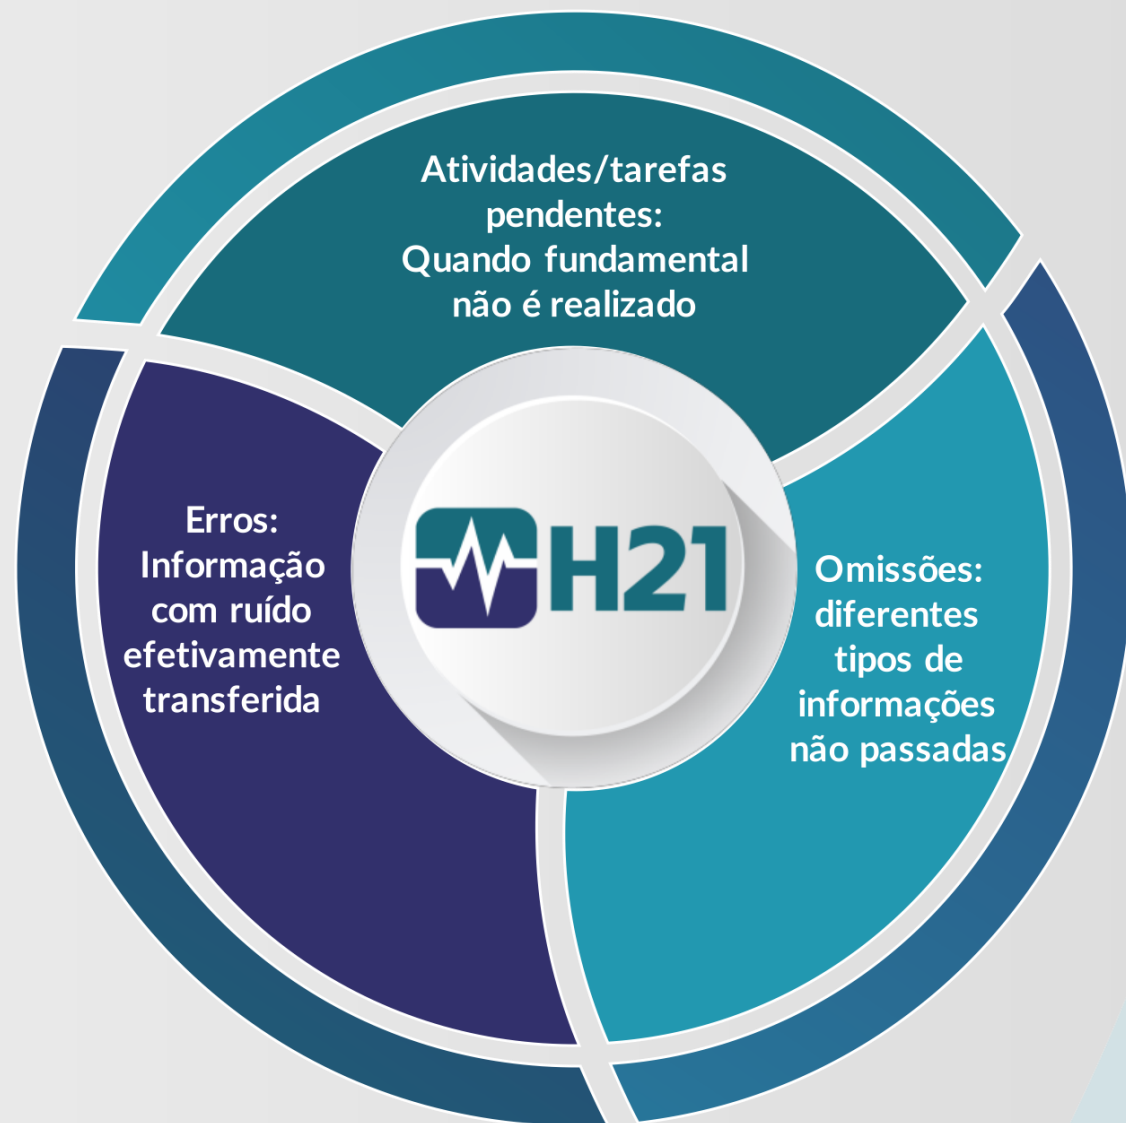 Atividades/tarefas
pendentes:
Quando fundamental
não é realizado
Erros:
Informação
com ruído
efetivamente
transferida
H21
Omissões:
diferentes
tipos de
informações
não passadas